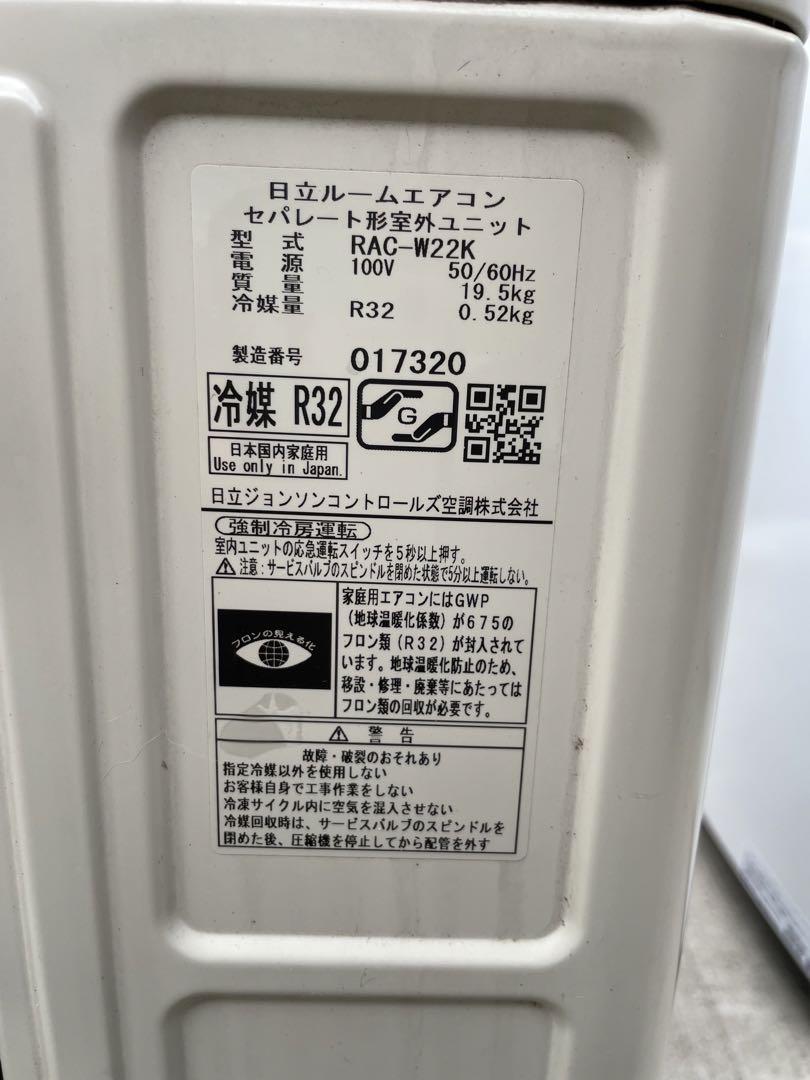 日立ルームエアコン
セパレート形室外ユニット
型式 RAC-W22K
電源 100V 50/60Hz
質量 19.5kg
冷媒量 R32 0.52kg
製造番号 017320
冷媒 R32
G
日本国内家庭用
Use only in Japan.
日立ジョンソンコントロールズ空調株式会社
強制冷房運転
室内ユニットの応急運転スイッチを5秒以上押す。
⚠注意:サービスバルブのスピンドルを閉めた状態で5分以上運転しない。
フロンの見える化
家庭用エアコンにはGWP
(地球温暖化係数)が675の
フロン類(R32)が封入されて
います。地球温暖化防止のため、
移設・修理・廃棄等にあたっては
フロン類の回収が必要です。
⚠警告
故障・破裂のおそれあり
指定冷媒以外を使用しない
お客様自身で工事作業をしない
冷凍サイクル内に空気を混入させない
冷媒回収時は、サービスバルブのスピンドルを
閉めた後、圧縮機を停止してから配管を外す